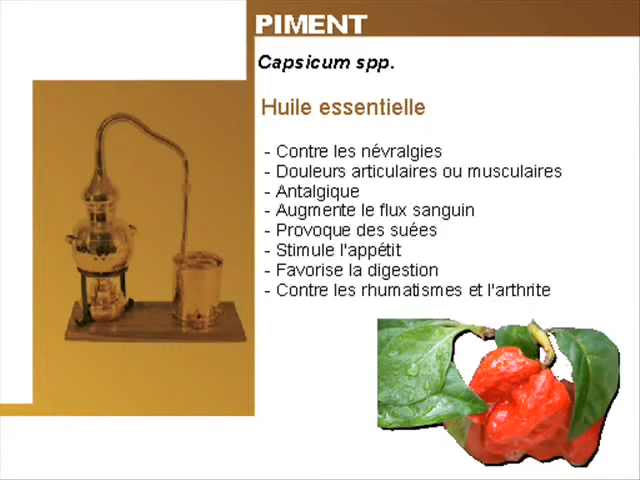 PIMENT
Capsicum spp.
Huile essentielle
- Contre les névralgies
- Douleurs articulaires ou musculaires
- Antalgique
- Augmente le flux sanguin
- Provoque des suées
- Stimule l'appétit
- Favorise la digestion
- Contre les rhumatismes et l'arthrite